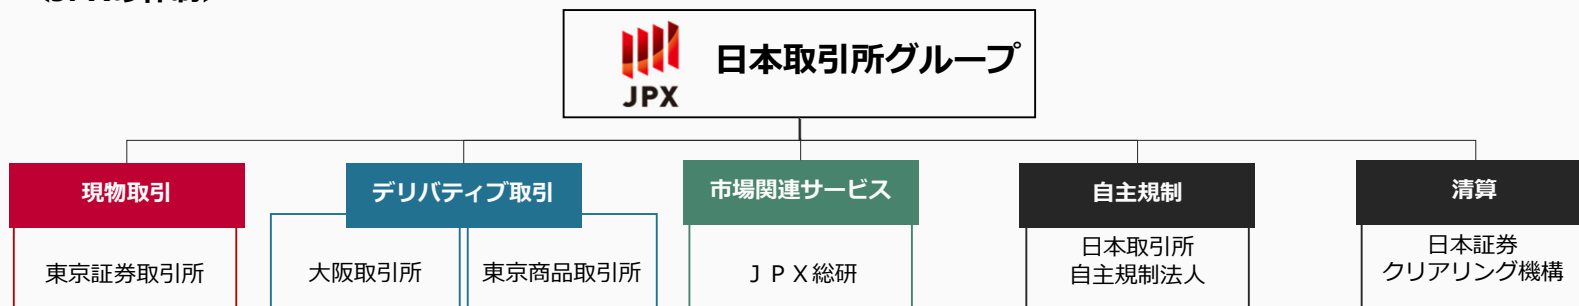 日本取引所グループ
JPX
現物取引
デリバティブ取引
市場関連サービス
自主規制
清算
東京証券取引所
大阪取引所
東京商品取引所
ＪＰＸ総研
日本取引所
自主規制法人
日本証券
クリアリング機構